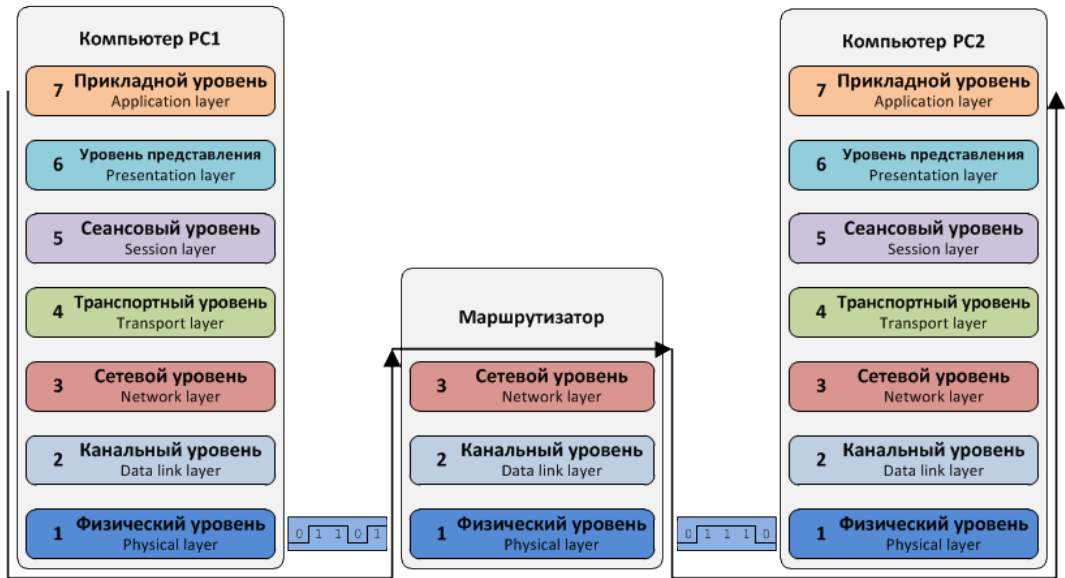 Компьютер PC1
7 Прикладной уровень
Application layer
6 Уровень представления
Presentation layer
5 Сеансовый уровень
Session layer
4 Транспортный уровень
Transport layer
3 Сетевой уровень
Network layer
2 Канальный уровень
Data link layer
1 Физический уровень
Physical layer
0 1 1 0 1
Маршрутизатор
3 Сетевой уровень
Network layer
2 Канальный уровень
Data link layer
1 Физический уровень
Physical layer
0 1 1 1 0
Компьютер PC2
7 Прикладной уровень
Application layer
6 Уровень представления
Presentation layer
5 Сеансовый уровень
Session layer
4 Транспортный уровень
Transport layer
3 Сетевой уровень
Network layer
2 Канальный уровень
Data link layer
1 Физический уровень
Physical layer